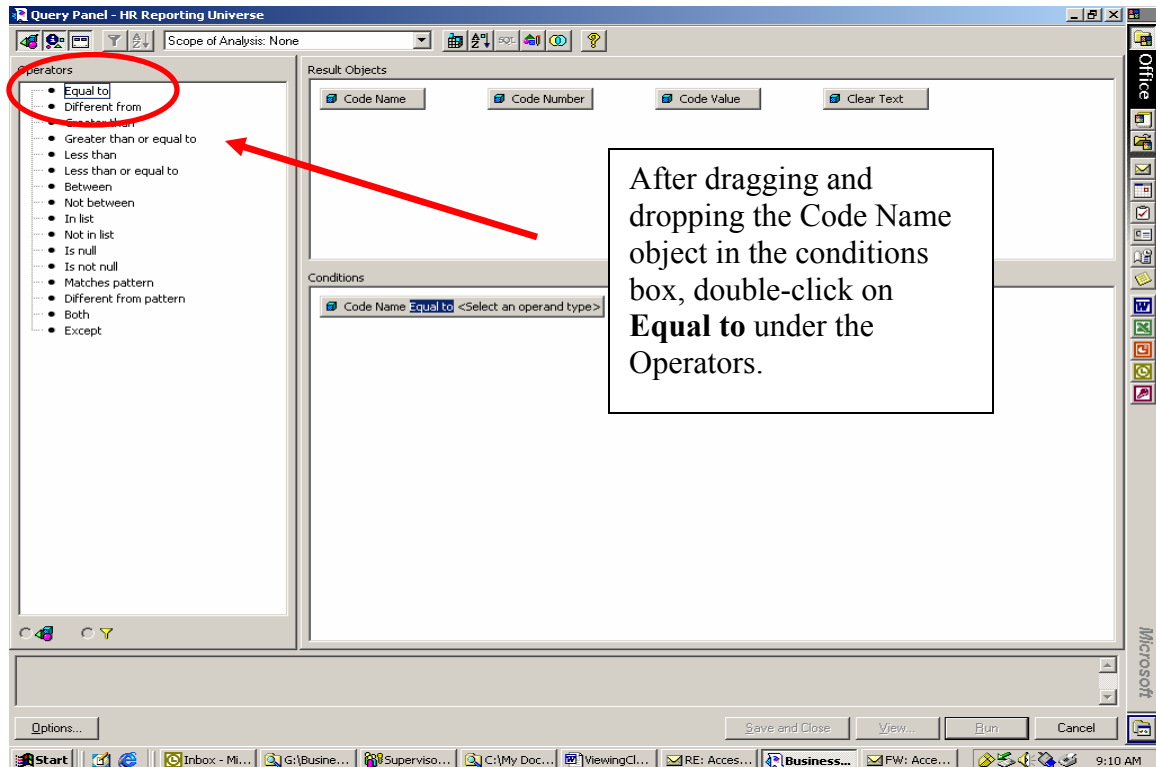 Query Panel - HR Reporting Universe
Scope of Analysis: None
SQL
Operators
Equal to
Different from
Greater than
Greater than or equal to
Less than
Less than or equal to
Between
Not between
In list
Not in list
Is null
Is not null
Matches pattern
Different from pattern
Both
Except
Result Objects
Code Name
Code Number
Code Value
Clear Text
Conditions
Code Name Equal to <Select an operand type>
After dragging and
dropping the Code Name
object in the conditions
box, double-click on
Equal to under the
Operators.
Office
Microsoft
Options...
Save and Close
View...
Run
Cancel
Start
Inbox - Mi...
G:\Busine...
Superviso...
C:\My Doc...
ViewingCl...
RE: Acces...
Business...
FW: Acce...
9:10 AM